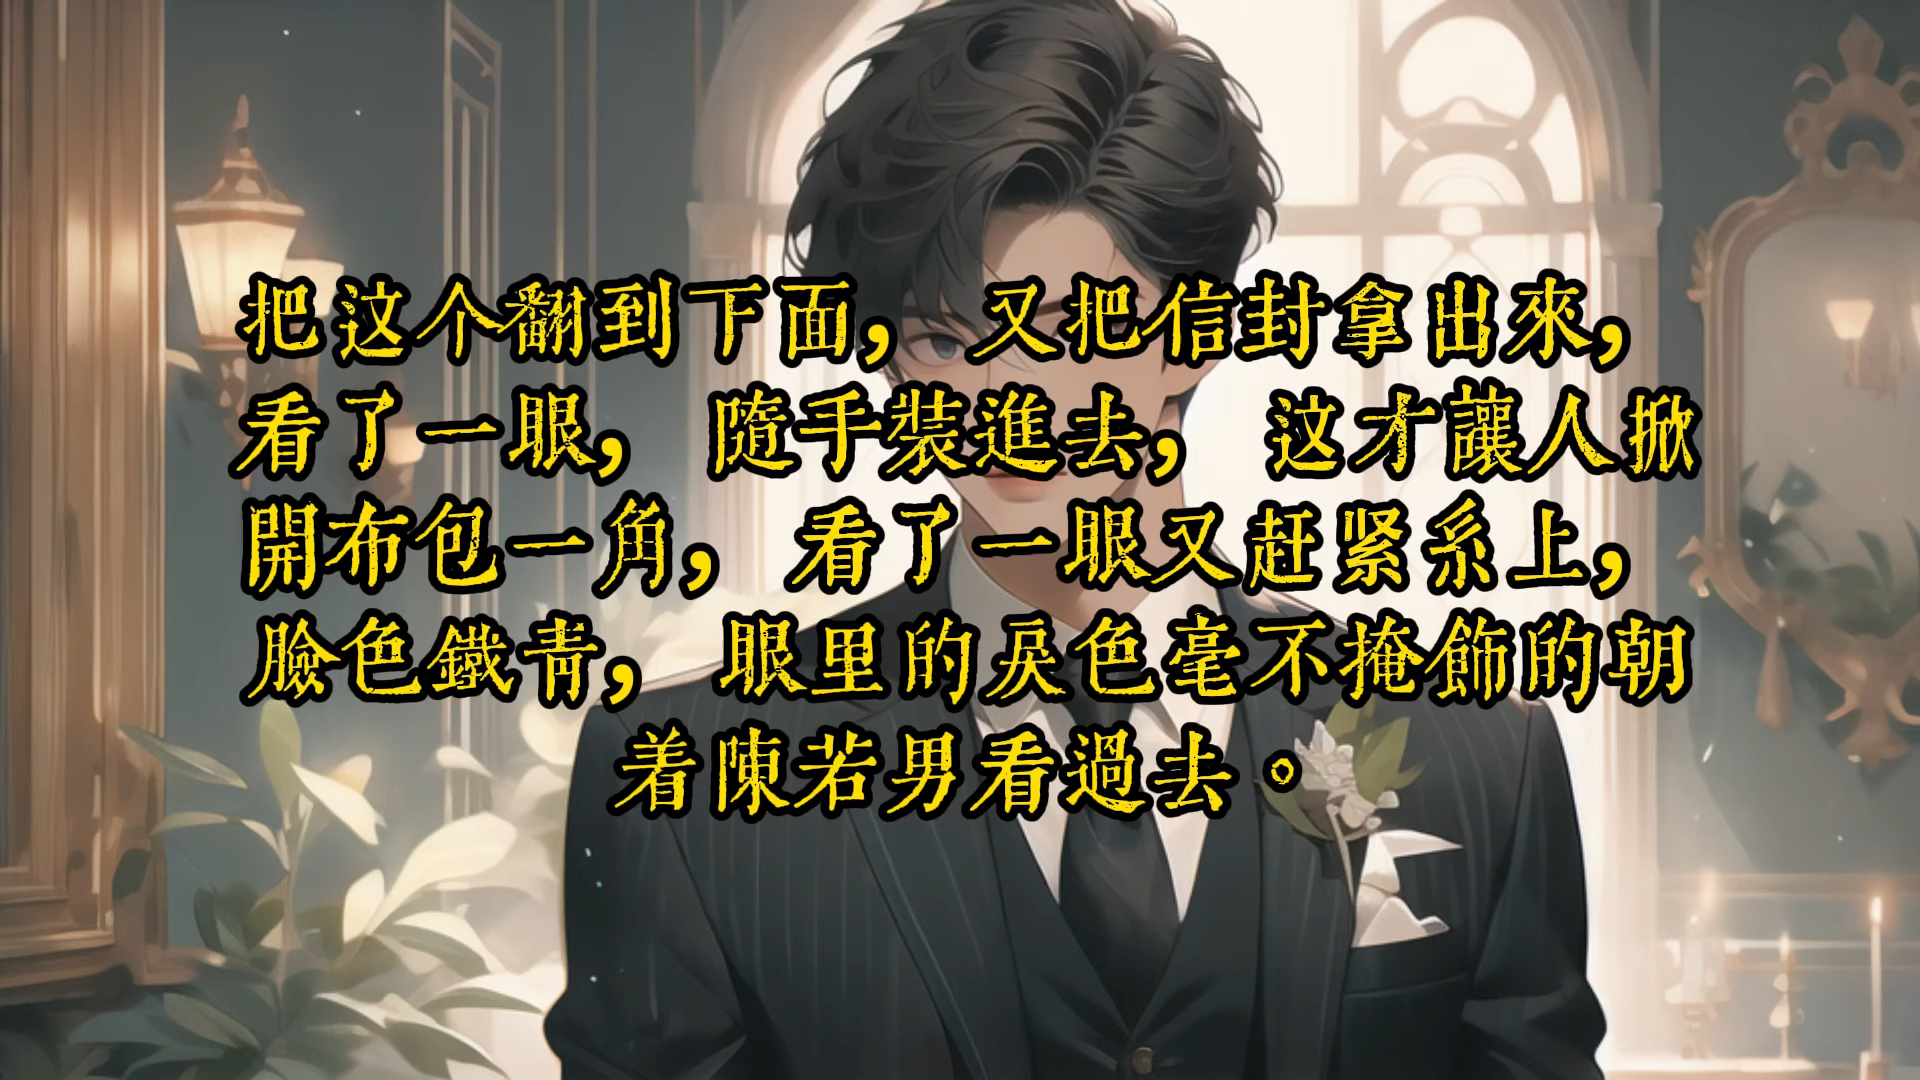 把这个翻到下面，又把信封拿出來，
看了一眼，隨手裝進去，这才讓人掀
開布包一角，看了一眼又赶紧系上，
臉色鐵青，眼里的戾色毫不掩飾的朝
着陳若男看過去。